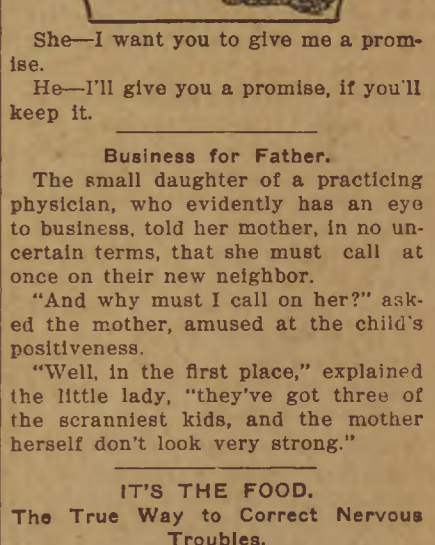 She—I want you to give me a prom-
ise.
He—I'll give you a promise, if you'll
keep it.
Business for Father.
The small daughter of a practicing
physician, who evidently has an eye
to business, told her mother, in no un-
certain terms, that she must call at
once on their new neighbor.
"And why must I call on her?" ask-
ed the mother, amused at the child's
positiveness.
"Well, in the first place," explained
the little lady, "they've got three of
the scranniest kids, and the mother
herself don't look very strong."
IT'S THE FOOD.
The True Way to Correct Nervous
Troubles.